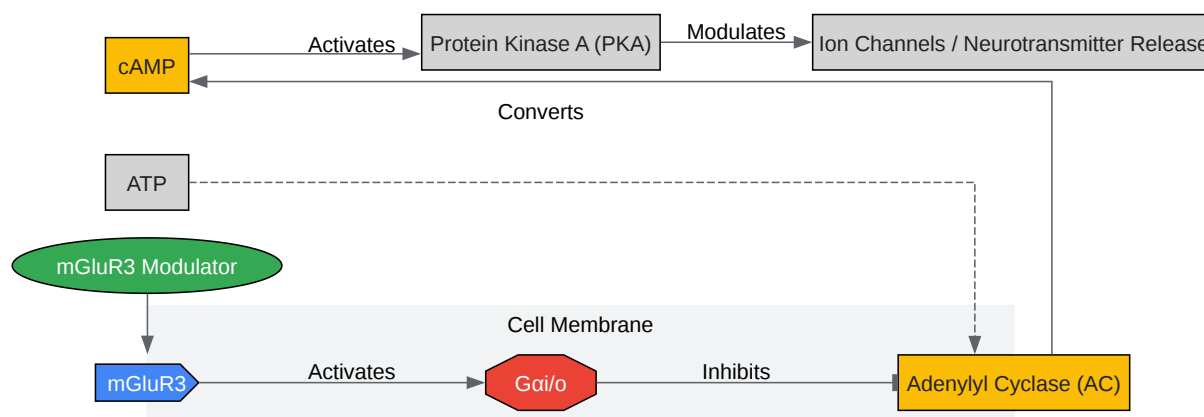 Activates
Protein Kinase A (PKA)
Modulates
Ion Channels / Neurotransmitter Release
cAMP
Converts
ATP
mGluR3 Modulator
Cell Membrane
mGluR3
Activates
Gαi/o
Inhibits
Adenylyl Cyclase (AC)